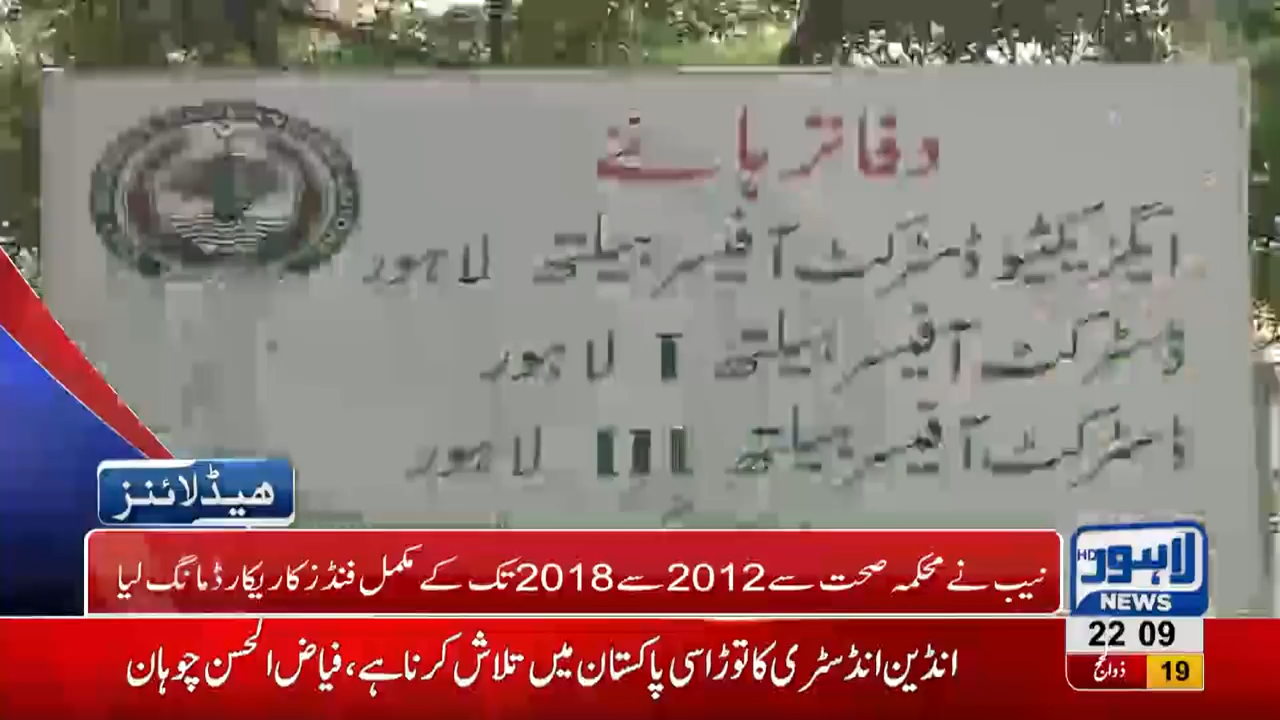 دفاتر ہائے
ایگزیکٹیو ڈسٹرکٹ آفیسر ہیلتھ لاہور
ڈسٹرکٹ آفیسر ہیلتھ I لاہور
ڈسٹرکٹ آفیسر ہیلتھ III لاہور
ھیڈلائنز
نیب نے محکمہ صحت سے 2012 سے 2018 تک کے مکمل فنڈز کا ریکارڈ مانگ لیا
HD لاہور
NEWS
22 09
19 ذوالحج
انڈین انڈسٹری کا توڑ اسی پاکستان میں تلاش کرنا ہے، فیاض الحسن چوہان